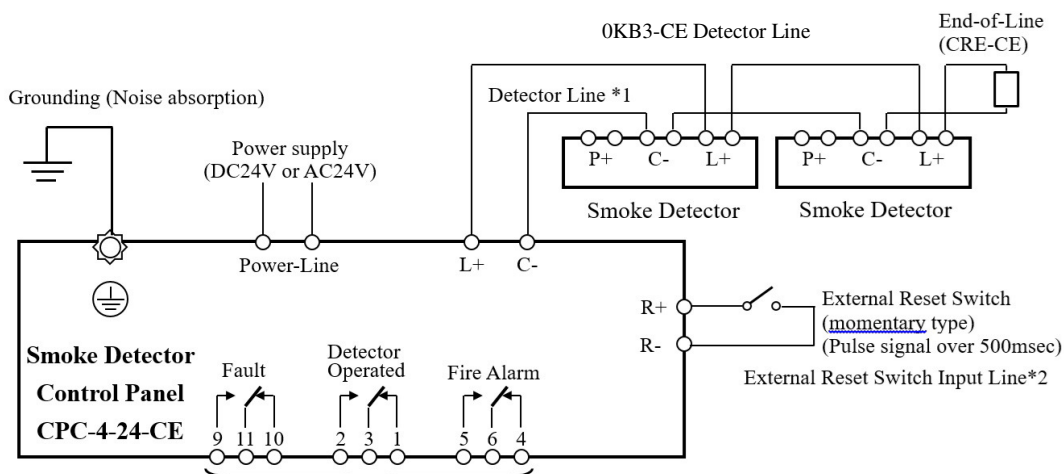 0KB3-CE Detector Line
End-of-Line
(CRE-CE)
Grounding (Noise absorption)
Detector Line *1
Power supply
(DC24V or AC24V)
P+ C- L+
P+ C- L+
Smoke Detector
Smoke Detector
Power-Line
L+ C-
R+
R-
External Reset Switch
(momentary type)
(Pulse signal over 500msec)
External Reset Switch Input Line*2
Smoke Detector
Control Panel
CPC-4-24-CE
Fault
Detector
Operated
Fire Alarm
9 11 10 2 3 1 5 6 4